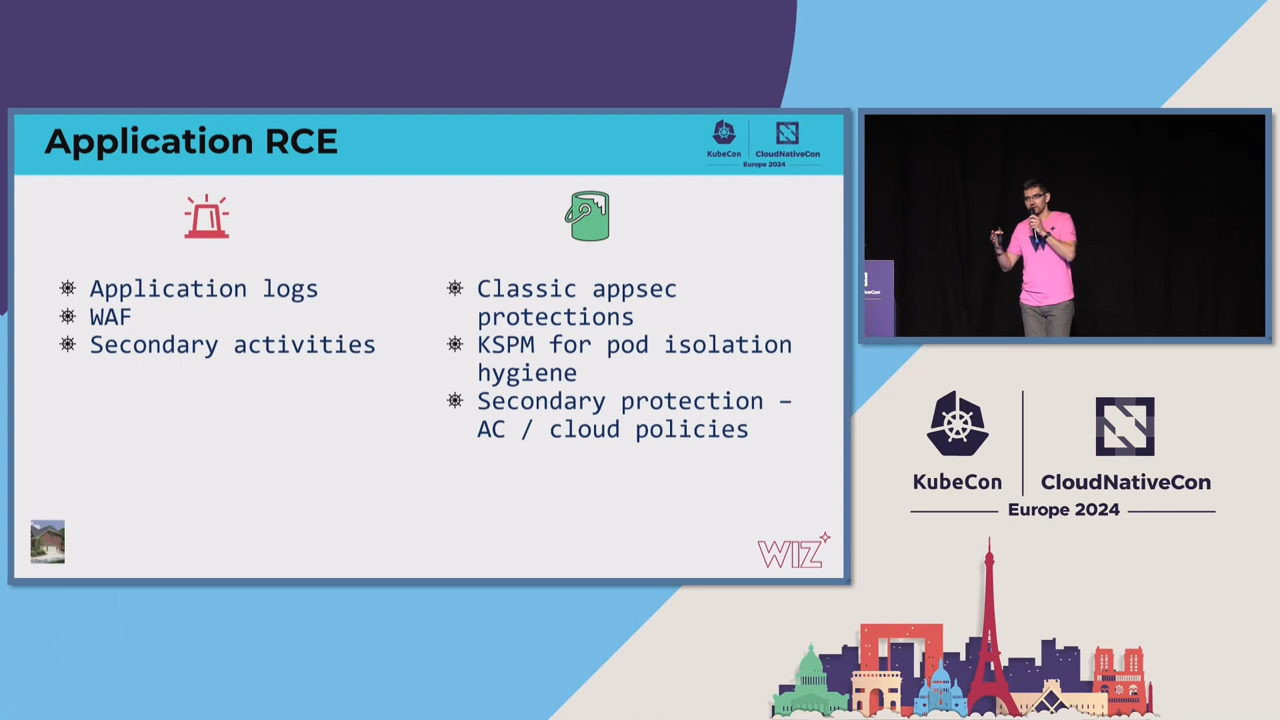 Application RCE
KubeCon
CloudNativeCon
Europe 2024
Application logs
WAF
Secondary activities
Classic appsec
protections
KSPM for pod isolation
hygiene
Secondary protection –
AC / cloud policies
WIZ
KubeCon
CloudNativeCon
Europe 2024